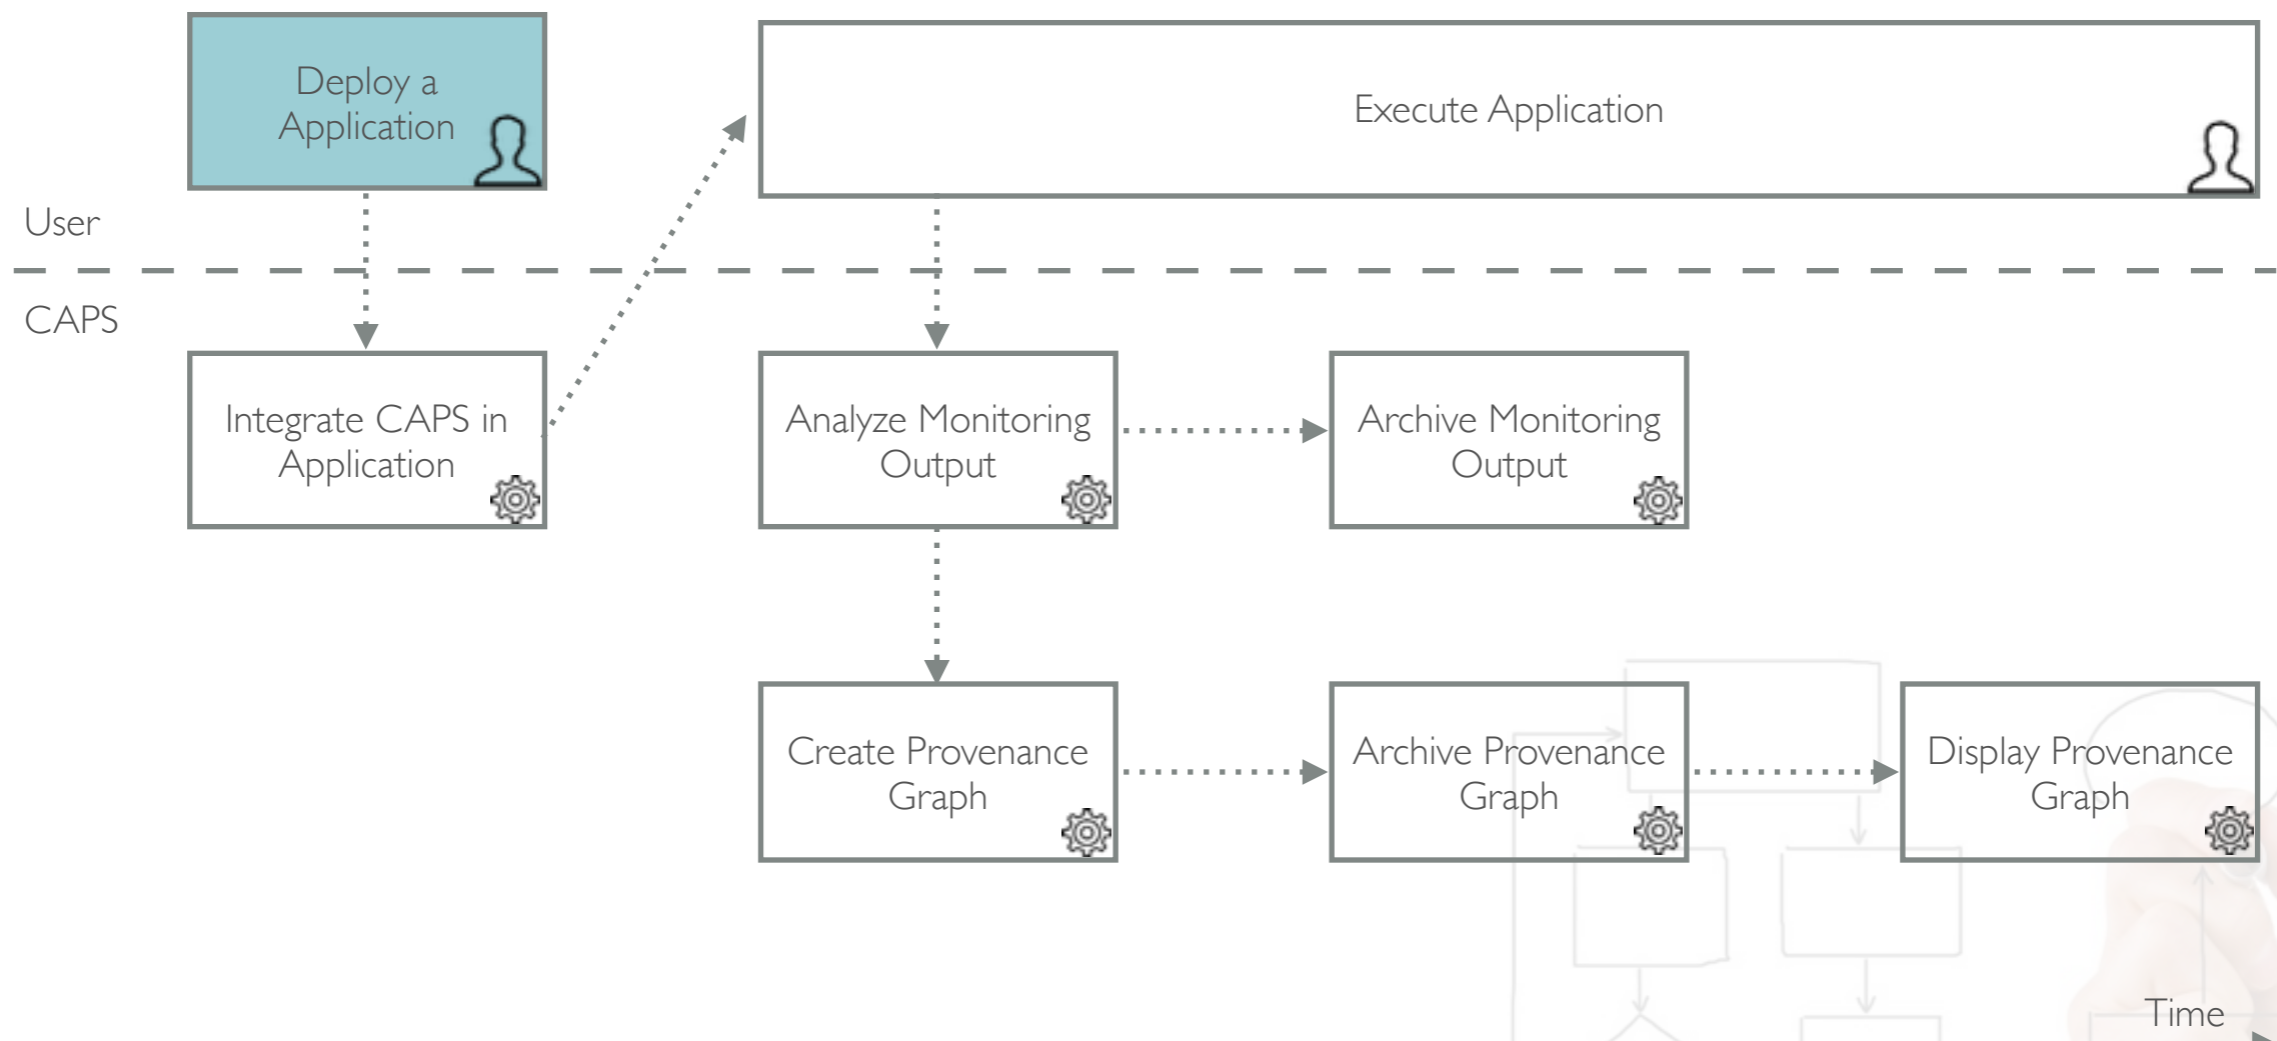 Deploy a
Application
Execute Application
User
CAPS
Integrate CAPS in
Application
Analyze Monitoring
Output
Archive Monitoring
Output
Create Provenance
Graph
Archive Provenance
Graph
Display Provenance
Graph
Time